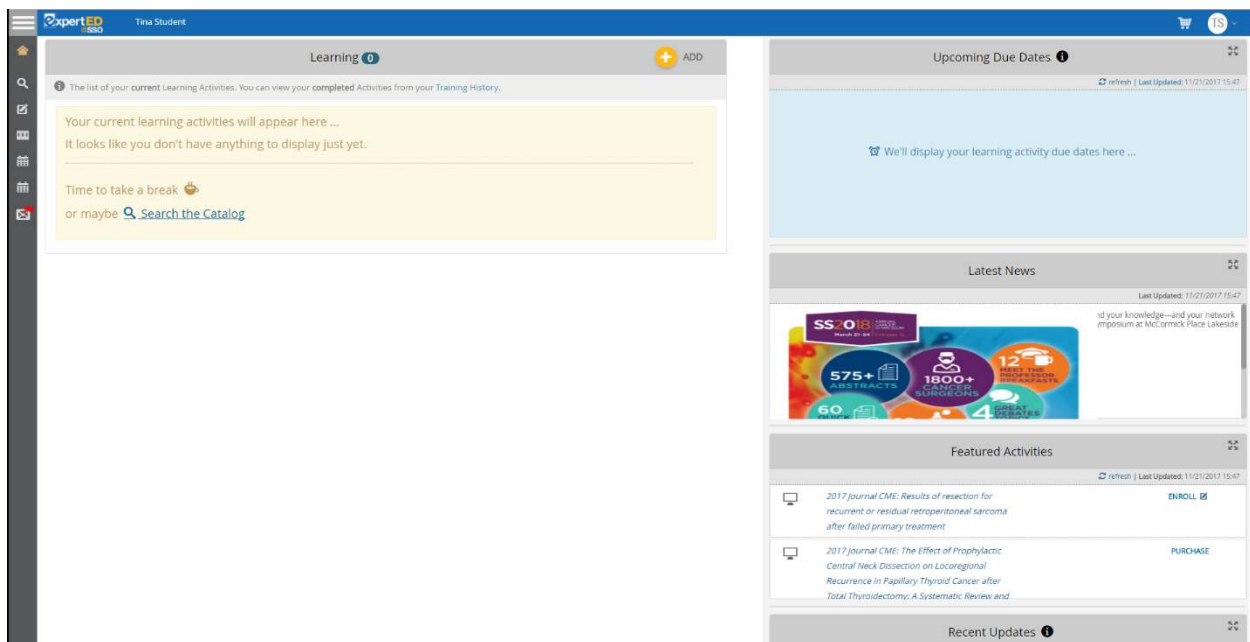 ExpertED
@SSO
Tina Student
TS
Learning 0
ADD
The list of your current Learning Activities. You can view your completed Activities from your Training History.
Your current learning activities will appear here ...
It looks like you don't have anything to display just yet.
Time to take a break
or maybe Search the Catalog
Upcoming Due Dates
refresh | Last Updated: 11/21/2017 15:47
We'll display your learning activity due dates here ...
Latest News
Last Updated: 11/21/2017 15:47
SS2018
March 21-24
575+
ABSTRACTS
1800+
CANCER
SURGEONS
12
MEET THE
PROFESSOR
BREAKFASTS
60
4
GREAT
DEBATES
nd your knowledge—and your network
mposium at McCormick Place Lakeside
Featured Activities
refresh | Last Updated: 11/21/2017 15:47
2017 Journal CME: Results of resection for
recurrent or residual retroperitoneal sarcoma
after failed primary treatment
ENROLL
2017 Journal CME: The Effect of Prophylactic
Central Neck Dissection on Locoregional
Recurrence in Papillary Thyroid Cancer after
Total Thyroidectomy: A Systematic Review and
PURCHASE
Recent Updates